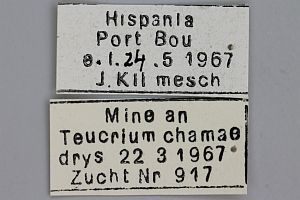 Hispania
Port Bou
e.l.24.5 1967
J.Klimesch
Mine an
Teucrium chamae
drys 22 3 1967
Zucht Nr 917